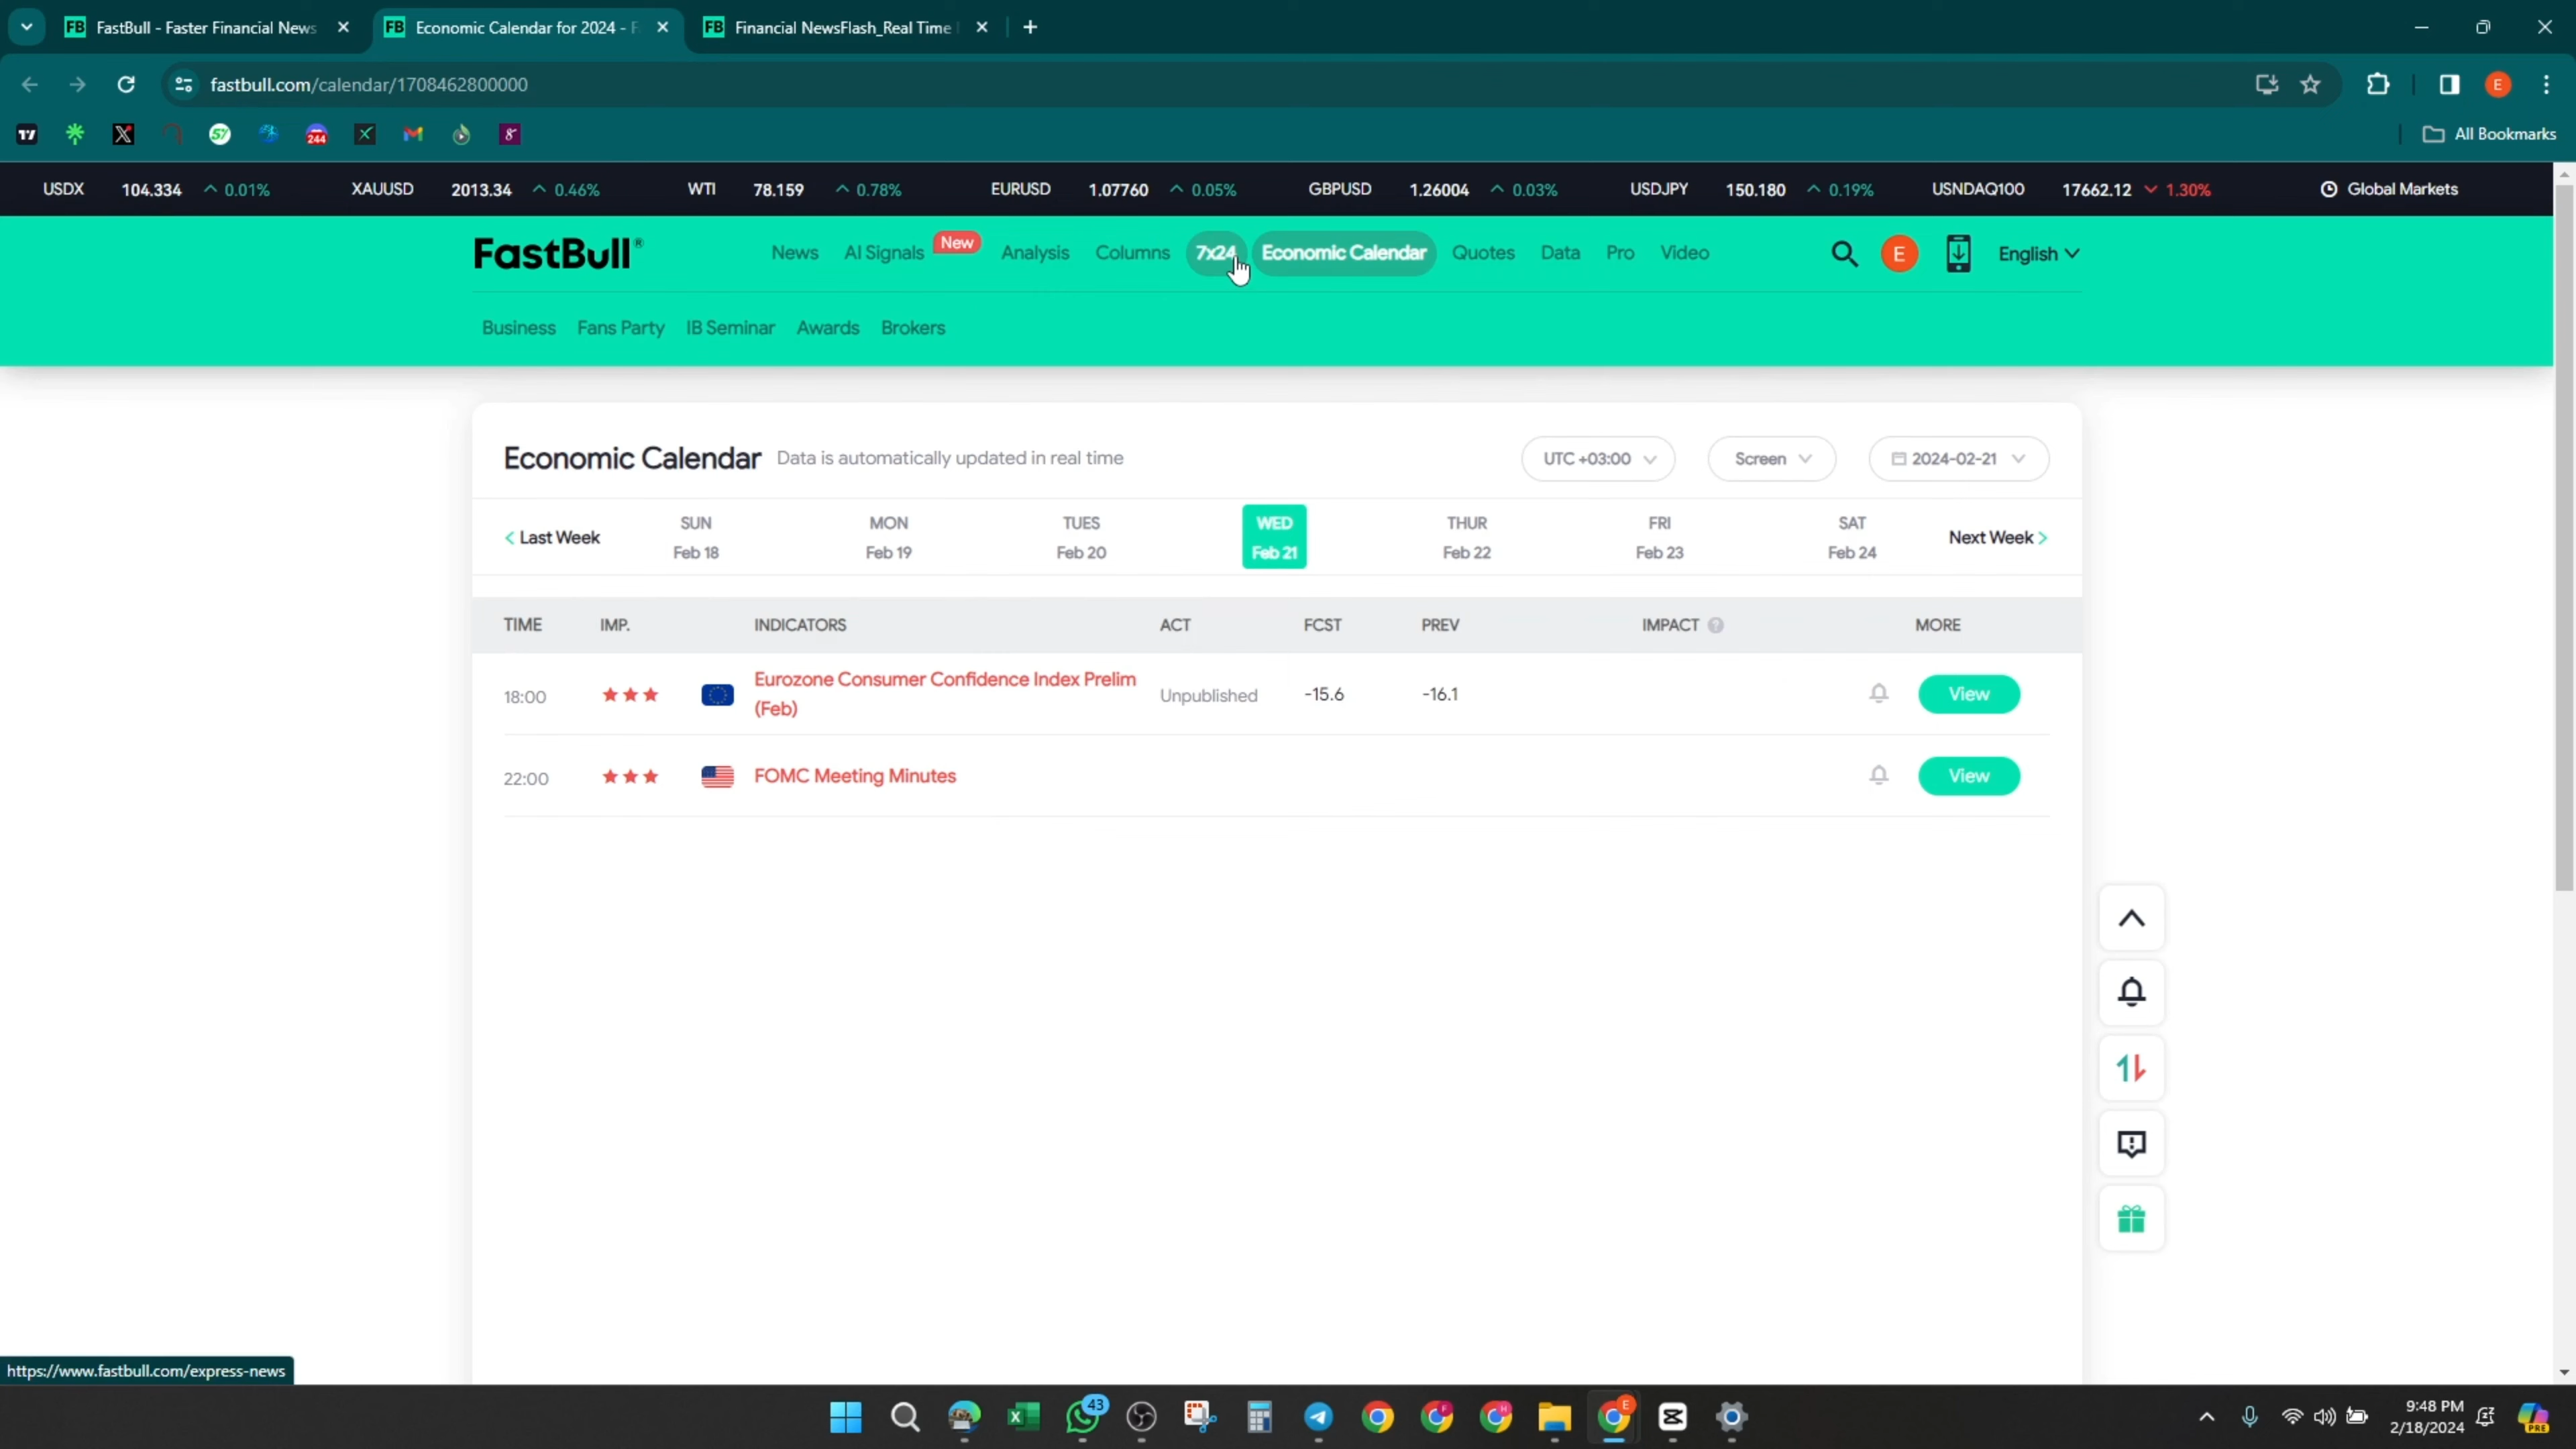 FB FastBull - Faster Financial News
FB Economic Calendar for 2024 - F
FB Financial NewsFlash_Real Time
fastbull.com/calendar/1708462800000
E
57
244
All Bookmarks
USDX 104.334 0.01% XAUUSD 2013.34 0.46% WTI 78.159 0.78% EURUSD 1.07760 0.05% GBPUSD 1.26004 0.03% USDJPY 150.180 0.19% USNDAQ100 17662.12 1.30% Global Markets
FastBull® News AI Signals New Analysis Columns 7x24 Economic Calendar Quotes Data Pro Video E English
Business Fans Party IB Seminar Awards Brokers
Economic Calendar Data is automatically updated in real time UTC +03:00 Screen 2024-02-21
SUN MON TUES WED THUR FRI SAT
< Last Week Next Week >
Feb 18 Feb 19 Feb 20 Feb 21 Feb 22 Feb 23 Feb 24
TIME IMP. INDICATORS ACT FCST PREV IMPACT ? MORE
18:00 Eurozone Consumer Confidence Index Prelim Unpublished -15.6 -16.1 View
(Feb)
22:00 FOMC Meeting Minutes View
https://www.fastbull.com/express-news
43
E
9:48 PM
2/18/2024
PRE